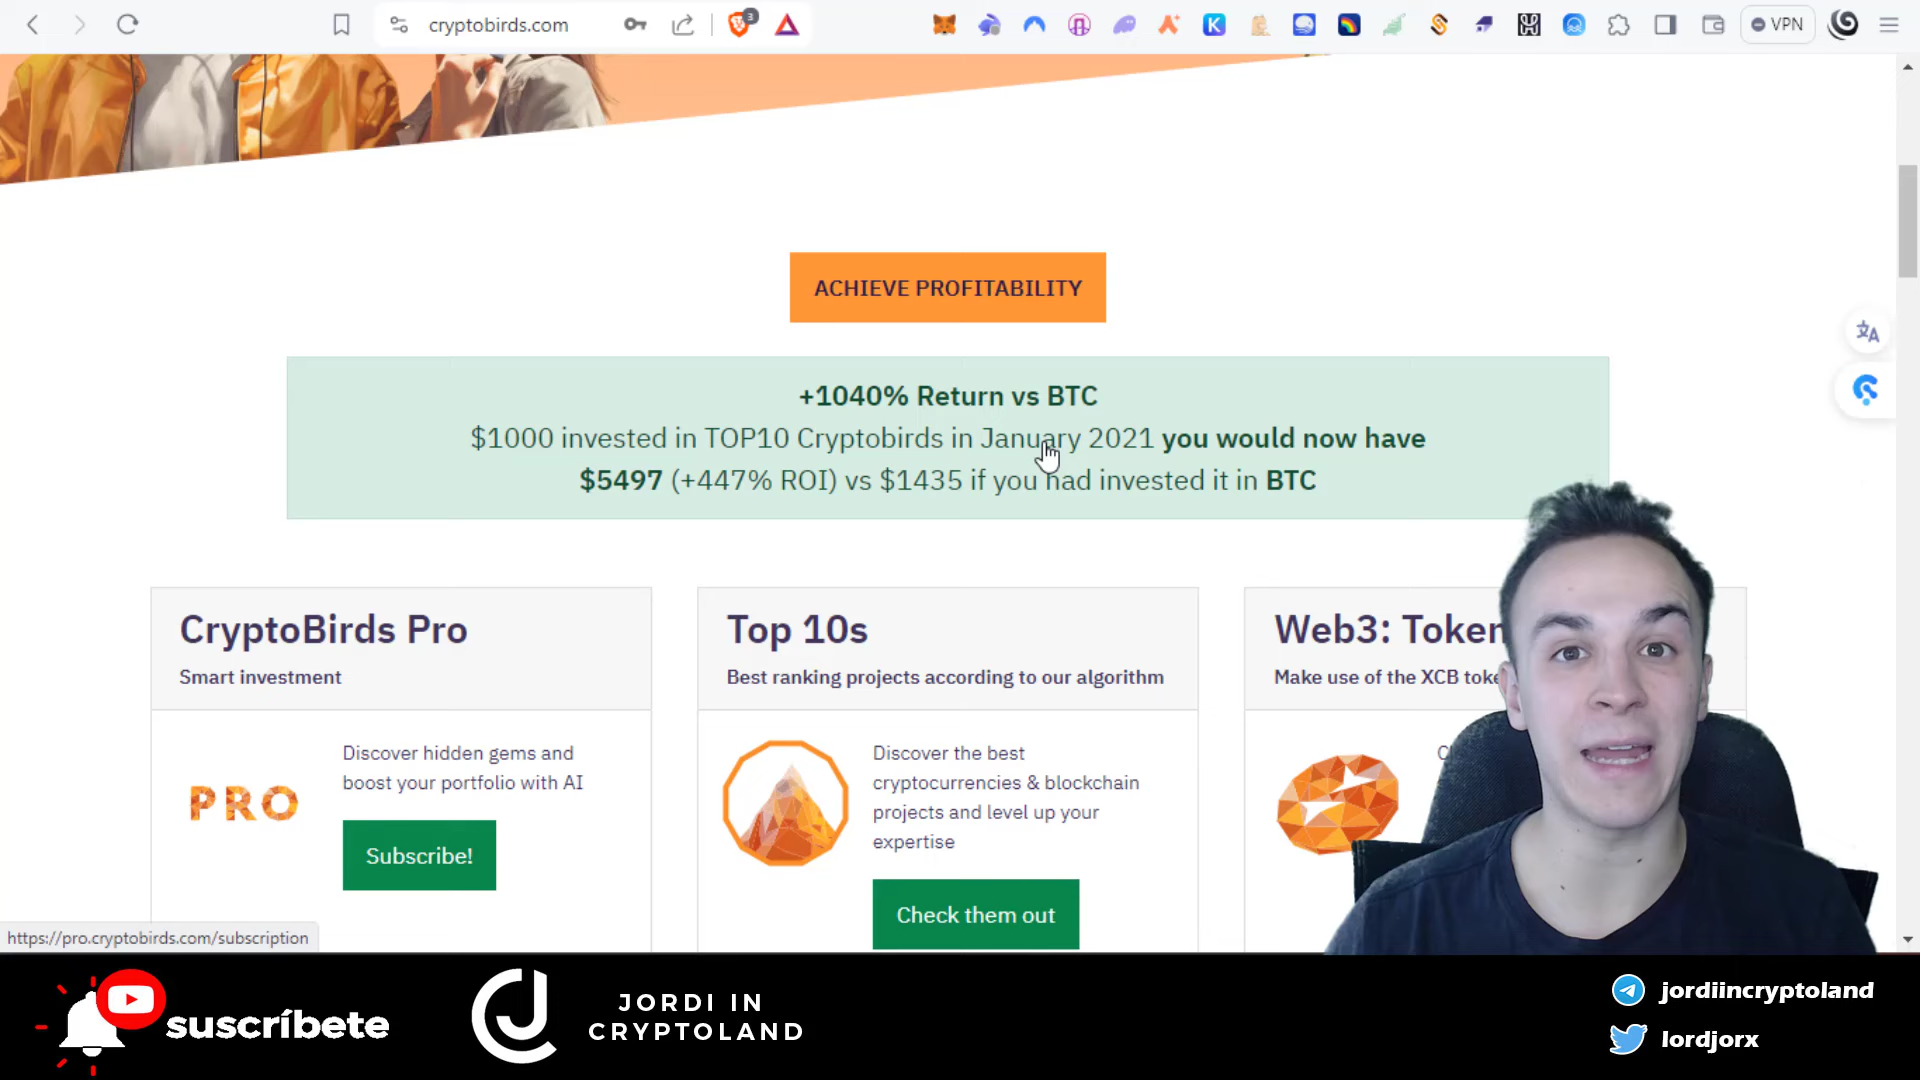 cryptobirds.com
3
VPN
ACHIEVE PROFITABILITY
+1040% Return vs BTC
$1000 invested in TOP10 Cryptobirds in January 2021 you would now have
$5497 (+447% ROI) vs $1435 if you had invested it in BTC
CryptoBirds Pro
Smart investment
PRO
Discover hidden gems and
boost your portfolio with AI
Subscribe!
Top 10s
Best ranking projects according to our algorithm
Discover the best
cryptocurrencies & blockchain
projects and level up your
expertise
Check them out
Web3: Token
Make use of the XCB toke
https://pro.cryptobirds.com/subscription
suscríbete
JORDI IN
CRYPTOLAND
jordiincryptoland
lordjorx